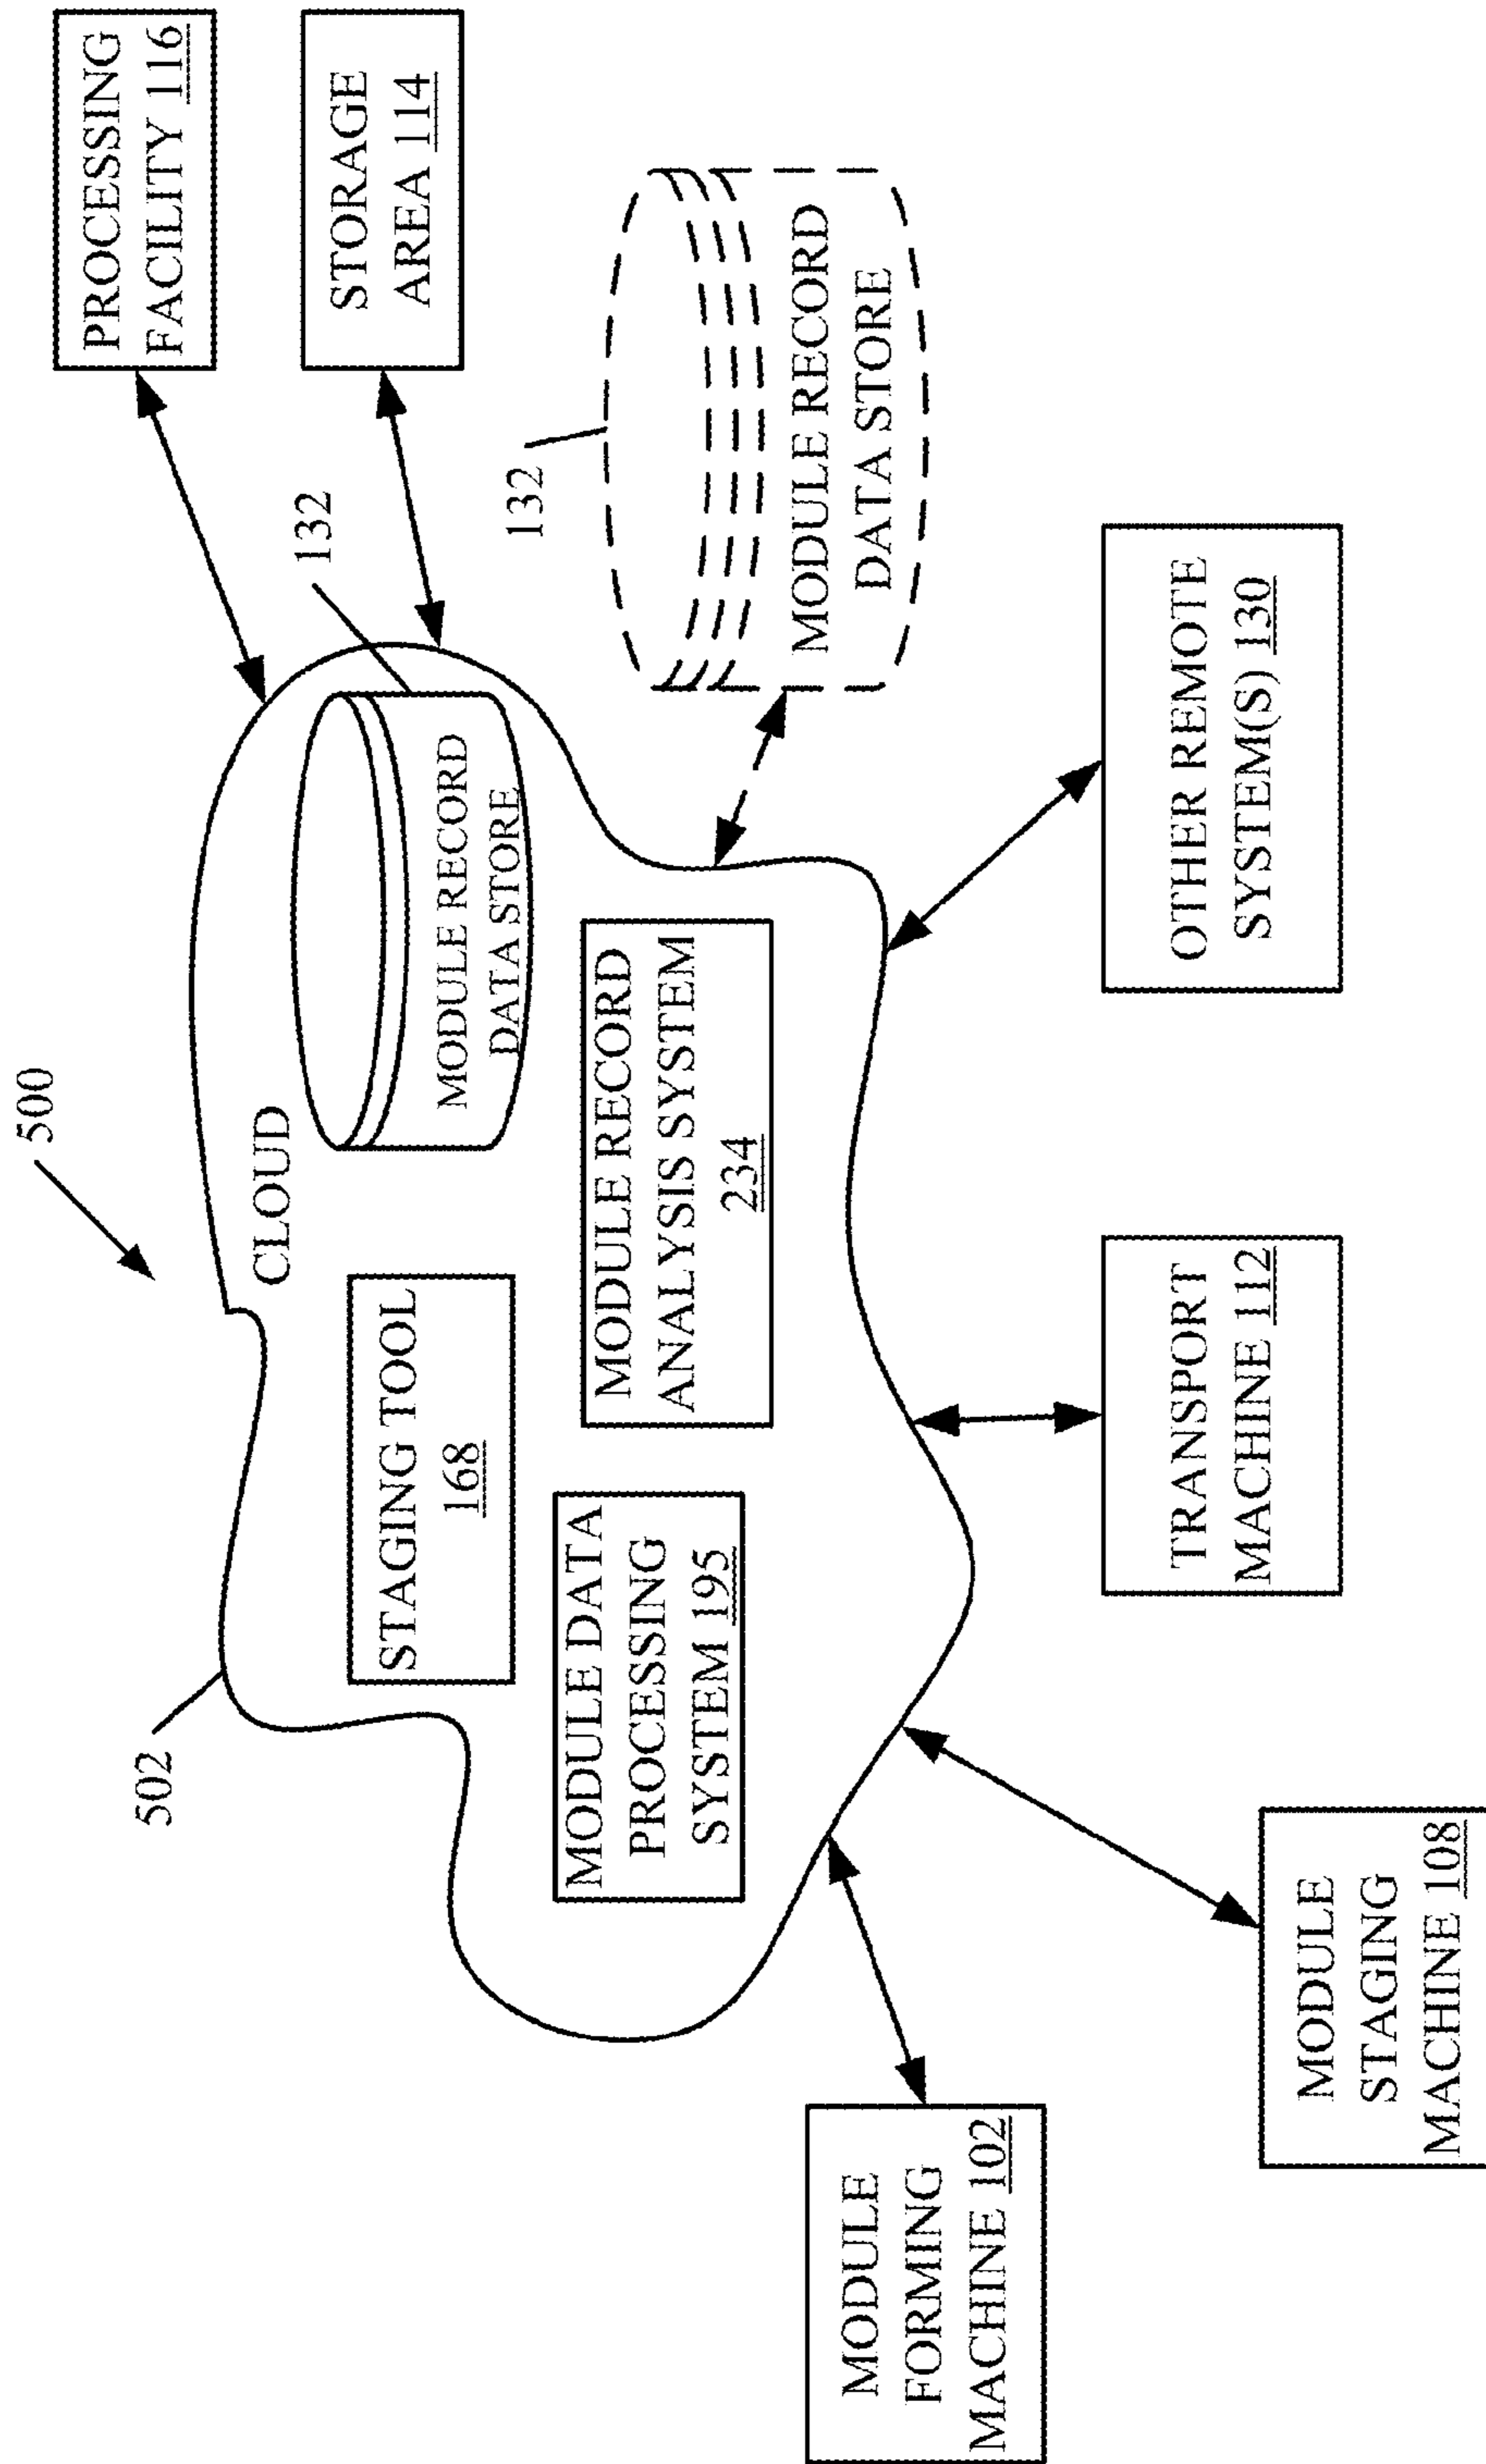 500
502
CLOUD
132
STAGING TOOL
168
MODULE RECORD
DATA STORE
MODULE DATA
PROCESSING
SYSTEM 195
MODULE RECORD
ANALYSIS SYSTEM
234
PROCESSING
FACILITY 116
STORAGE
AREA 114
132
MODULE RECORD
DATA STORE
MODULE
FORMING
MACHINE 102
MODULE
STAGING
MACHINE 108
TRANSPORT
MACHINE 112
OTHER REMOTE
SYSTEM(S) 130